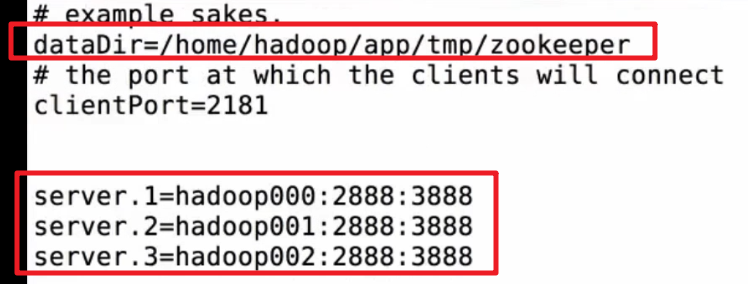 # example sakes.
dataDir=/home/hadoop/app/tmp/zookeeper
# the port at which the clients will connect
clientPort=2181
server.1=hadoop000:2888:3888
server.2=hadoop001:2888:3888
server.3=hadoop002:2888:3888